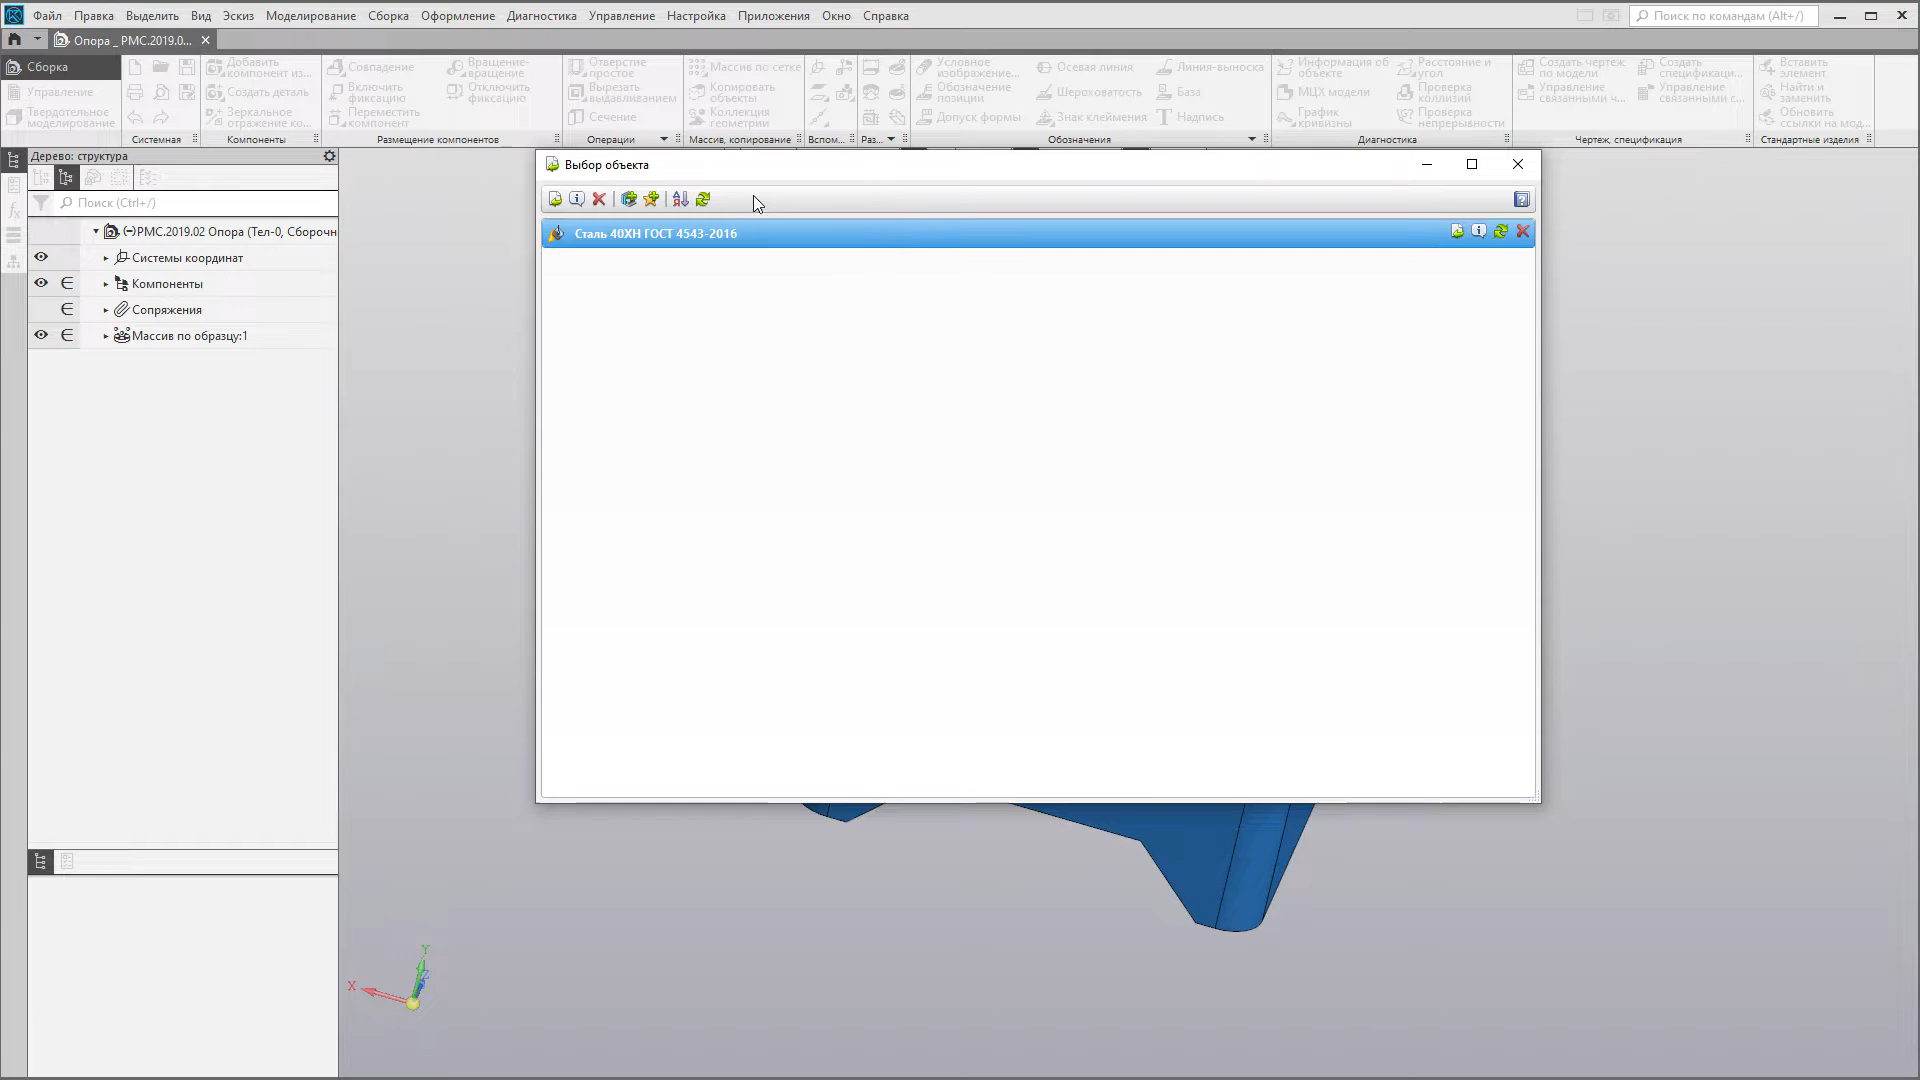 Файл Правка Выделить Вид Эскиз Моделирование Сборка Оформление Диагностика Управление Настройка Приложения Окно Справка
Поиск по командам (Alt+/)
Опора _ РМС.2019.0...
Сборка
Управление
Твердотельное
моделирование
Системная
Добавить
компонент из...
Создать деталь
Зеркальное
отражение ко...
Компоненты
Совпадение
Включить
фиксацию
Переместить
компонент
Вращение-
вращение
Отключить
фиксацию
Размещение компонентов
Отверстие
простое
Вырезать
выдавливанием
Сечение
Операции
Массив по сетке
Копировать
объекты
Коллекция
геометрии
Массив, копирование
Вспом...
Раз...
Условное
изображение...
Обозначение
позиции
Допуск формы
Осевая линия
Шероховатость
Знак клеймения
Линия-выноска
База
Надпись
Обозначения
Информация об
объекте
МЦХ модели
График
кривизны
Расстояние и
угол
Проверка
коллизий
Проверка
непрерывности
Диагностика
Создать чертеж
по модели
Управление
связанными ч...
Создать
спецификаци...
Управление
связанными с...
Чертеж, спецификация
Вставить
элемент
Найти и
заменить
Обновить
ссылки на мод...
Стандартные изделия
Дерево: структура
Поиск (Ctrl+/)
(-)РМС.2019.02 Опора (Тел-0, Сборочн
Системы координат
Компоненты
Сопряжения
Массив по образцу:1
Выбор объекта
Сталь 40ХН ГОСТ 4543-2016
Y
Z
X